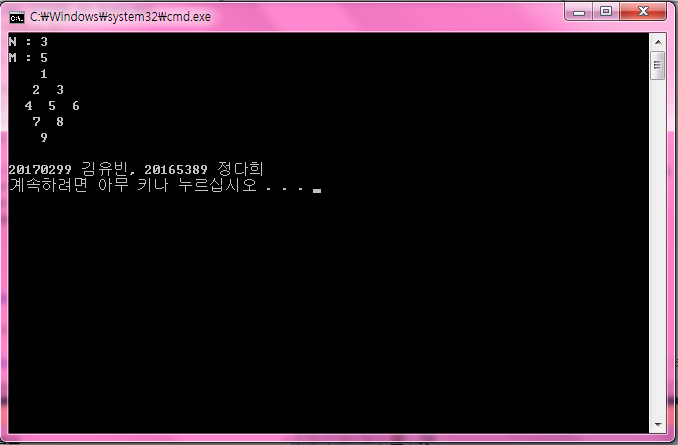 C:\Windows\system32\cmd.exe
N : 3
M : 5
    1
   2  3
  4  5  6
   7  8
    9
20170299 김유빈, 20165389 정다희
계속하려면 아무 키나 누르십시오 . . .